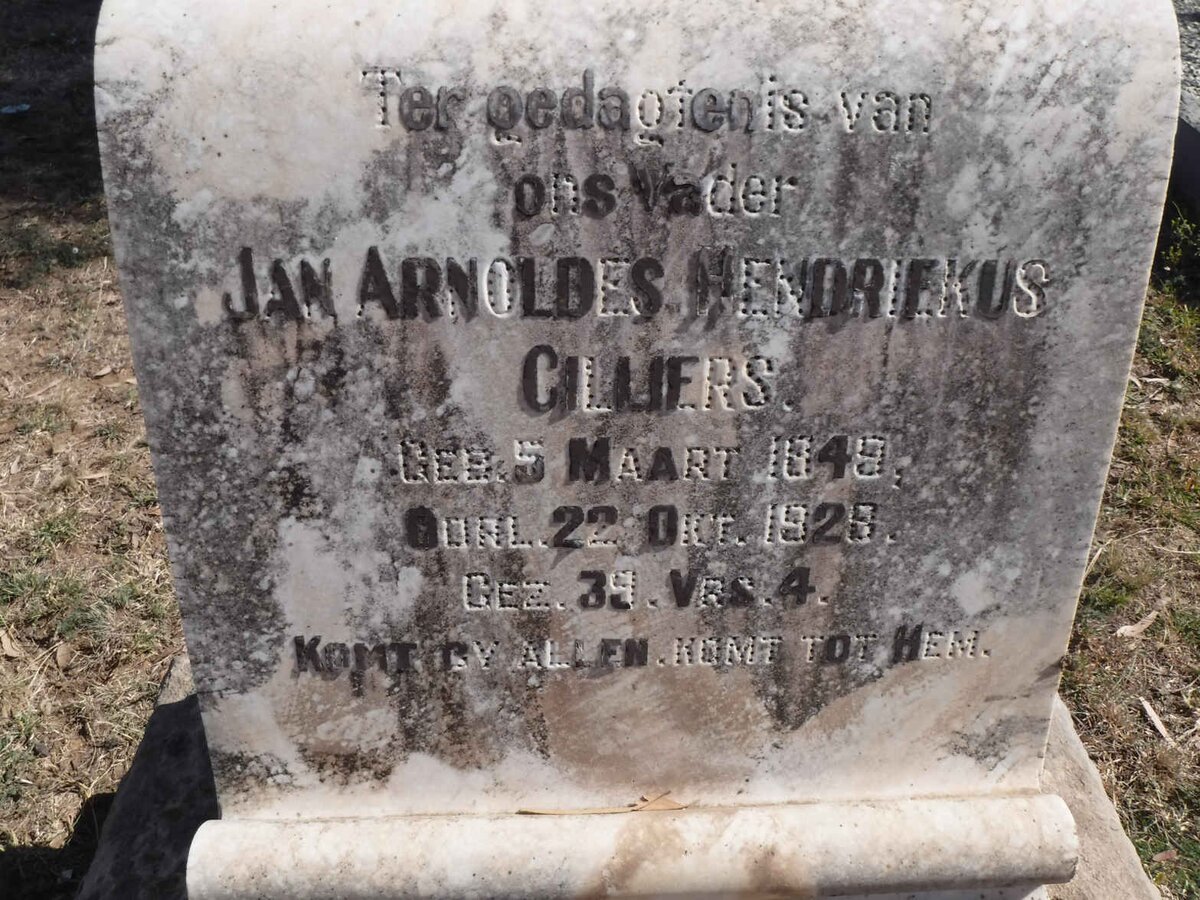 Ter gedagtenis van
ons Vader
JAN ARNOLDES HENDRIEKUS
CILLIERS.
GEB. 5 MAART 1849,
OORL. 22 OKT. 1928.
GEZ. 39. VRS. 4.
KOMT GY ALLEN. KOMT TOT HEM.